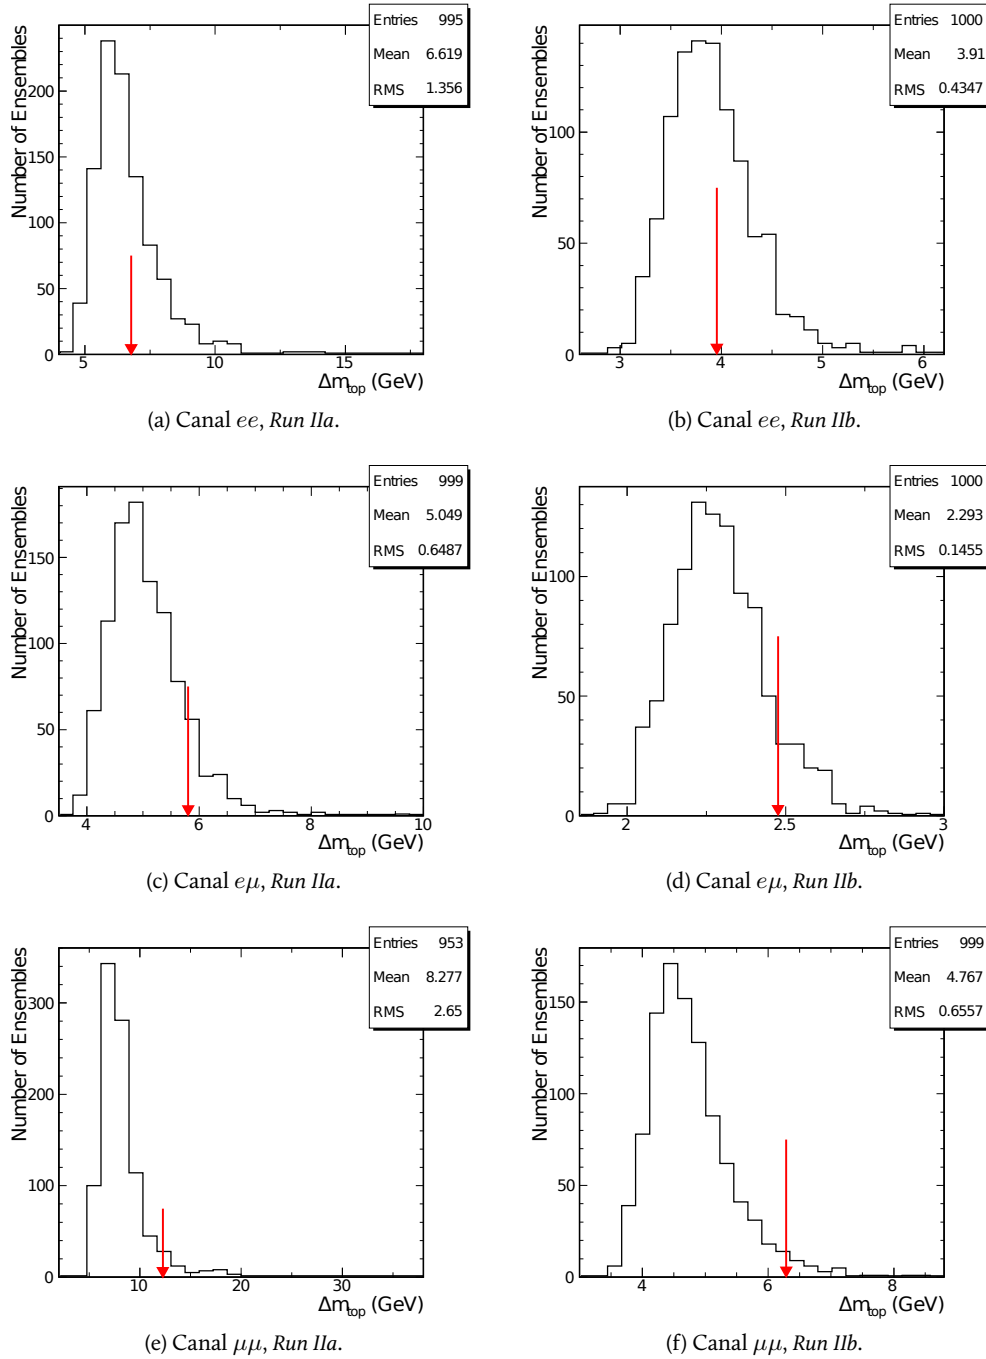 Number of Ensembles
Entries 995
Mean 6.619
RMS 1.356
0
50
100
150
200
5
10
15
Δm_top (GeV)
(a) Canal ee, Run IIa.
Number of Ensembles
Entries 1000
Mean 3.91
RMS 0.4347
0
50
100
3
4
5
6
Δm_top (GeV)
(b) Canal ee, Run IIb.
Number of Ensembles
Entries 999
Mean 5.049
RMS 0.6487
0
50
100
150
4
6
8
10
Δm_top (GeV)
(c) Canal eμ, Run IIa.
Number of Ensembles
Entries 1000
Mean 2.293
RMS 0.1455
0
50
100
2
2.5
3
Δm_top (GeV)
(d) Canal eμ, Run IIb.
Number of Ensembles
Entries 953
Mean 8.277
RMS 2.65
0
100
200
300
10
20
30
Δm_top (GeV)
(e) Canal μμ, Run IIa.
Number of Ensembles
Entries 999
Mean 4.767
RMS 0.6557
0
50
100
150
4
6
8
Δm_top (GeV)
(f) Canal μμ, Run IIb.